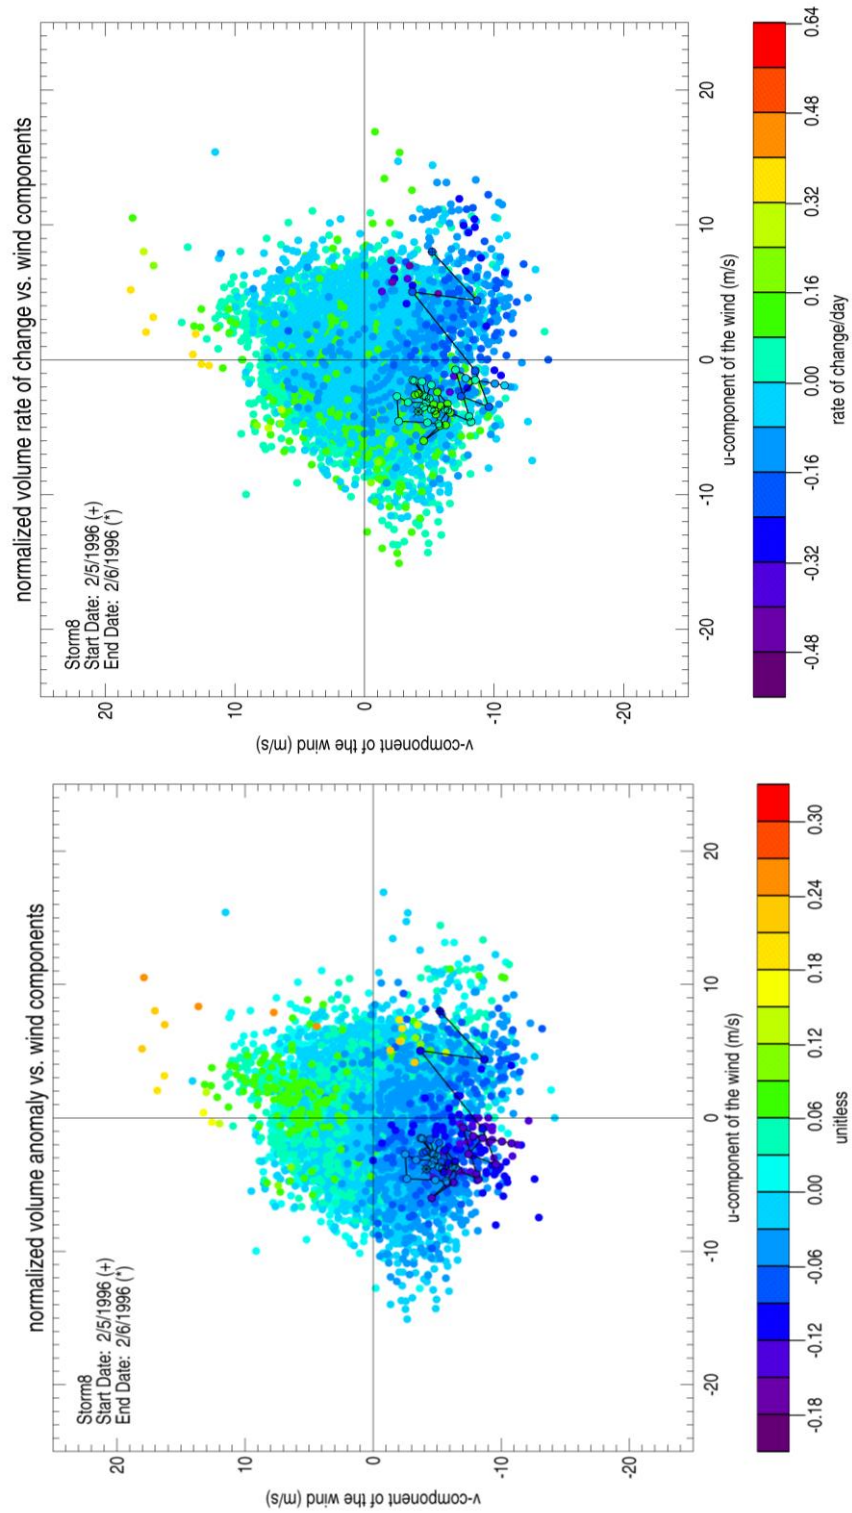 normalized volume anomaly vs. wind components
Storm8
Start Date: 2/5/1996 (+)
End Date: 2/6/1996 (*)
v-component of the wind (m/s)
20
10
0
-10
-20
-20
-10
0
10
20
u-component of the wind (m/s)
-0.18
-0.12
-0.06
0.00
0.06
0.12
0.18
0.24
0.30
unitless
normalized volume rate of change vs. wind components
Storm8
Start Date: 2/5/1996 (+)
End Date: 2/6/1996 (*)
v-component of the wind (m/s)
20
10
0
-10
-20
-20
-10
0
10
20
u-component of the wind (m/s)
-0.48
-0.32
-0.16
0.00
0.16
0.32
0.48
0.64
rate of change/day